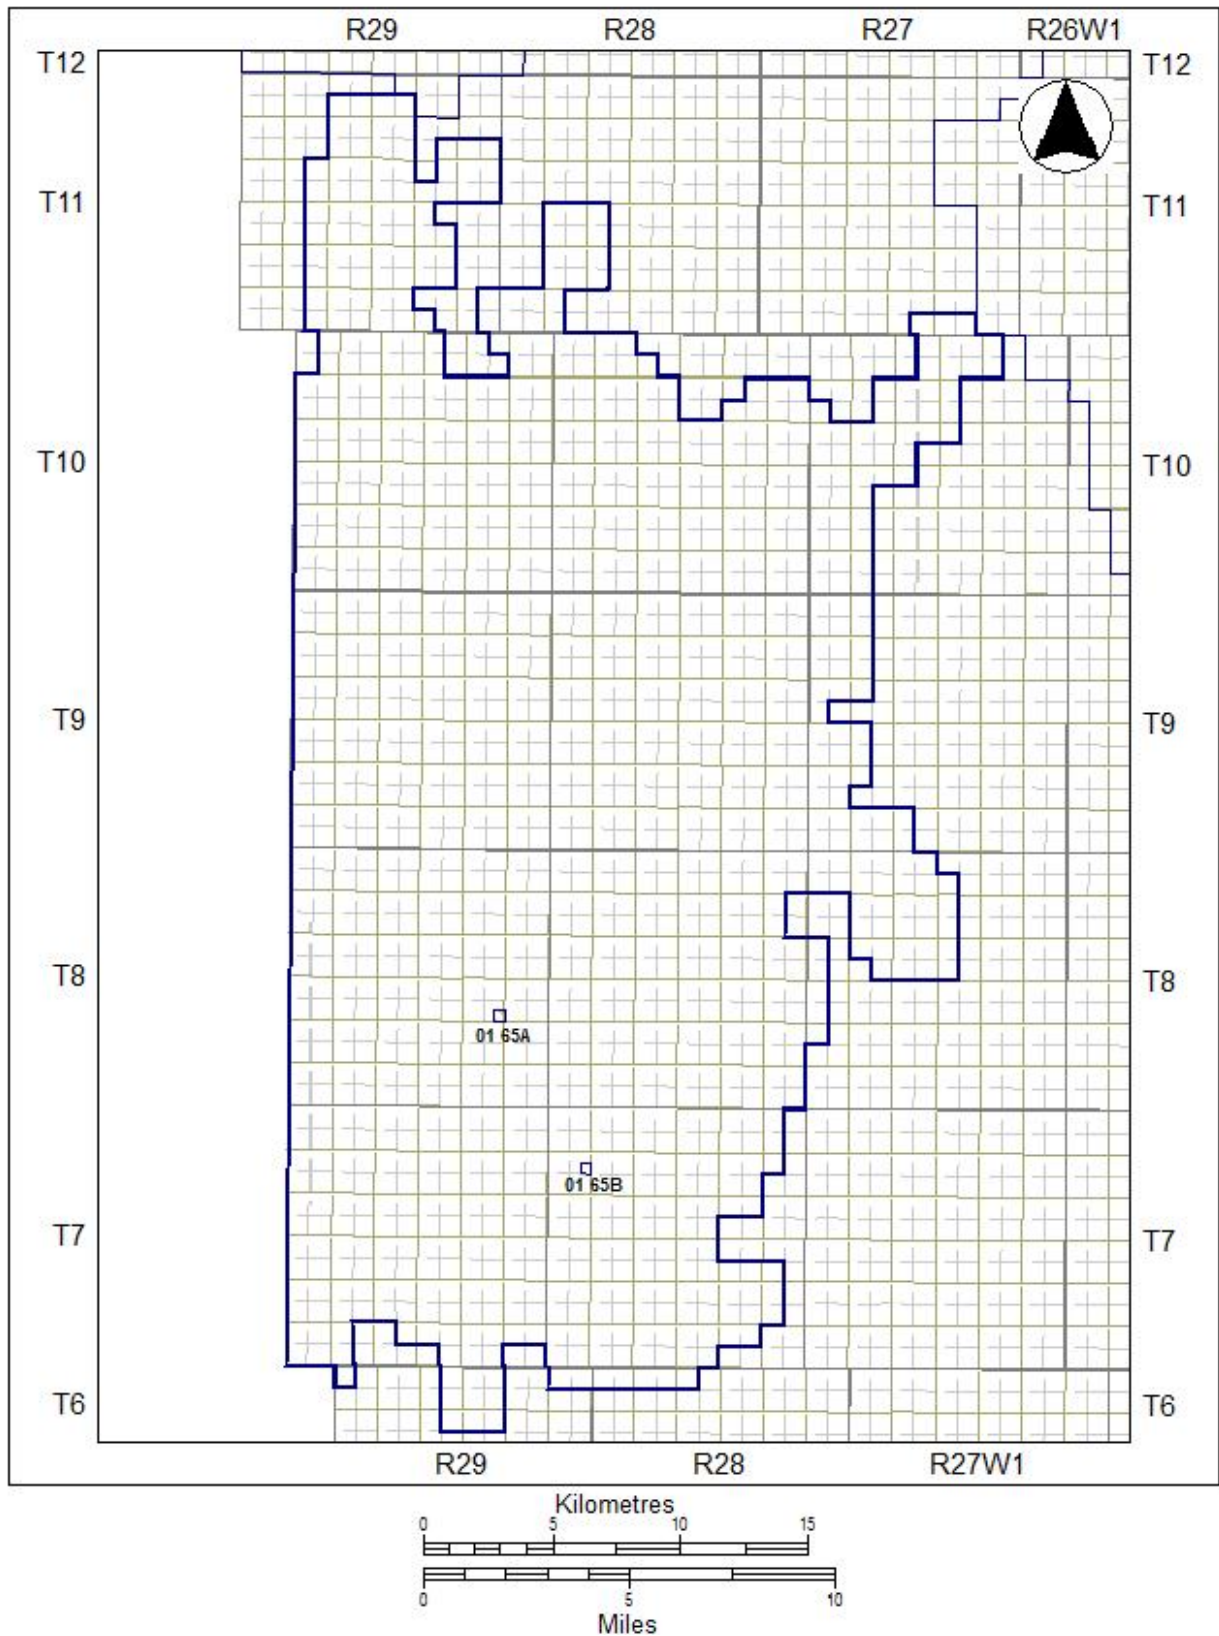 R29 R28 R27 R26W1
T12 T12
T11 T11
T10 T10
T9 T9
T8 T8
01 65A
01 65B
T7 T7
T6 T6
R29 R28 R27W1
Kilometres
0 5 10 15
0 5 10
Miles